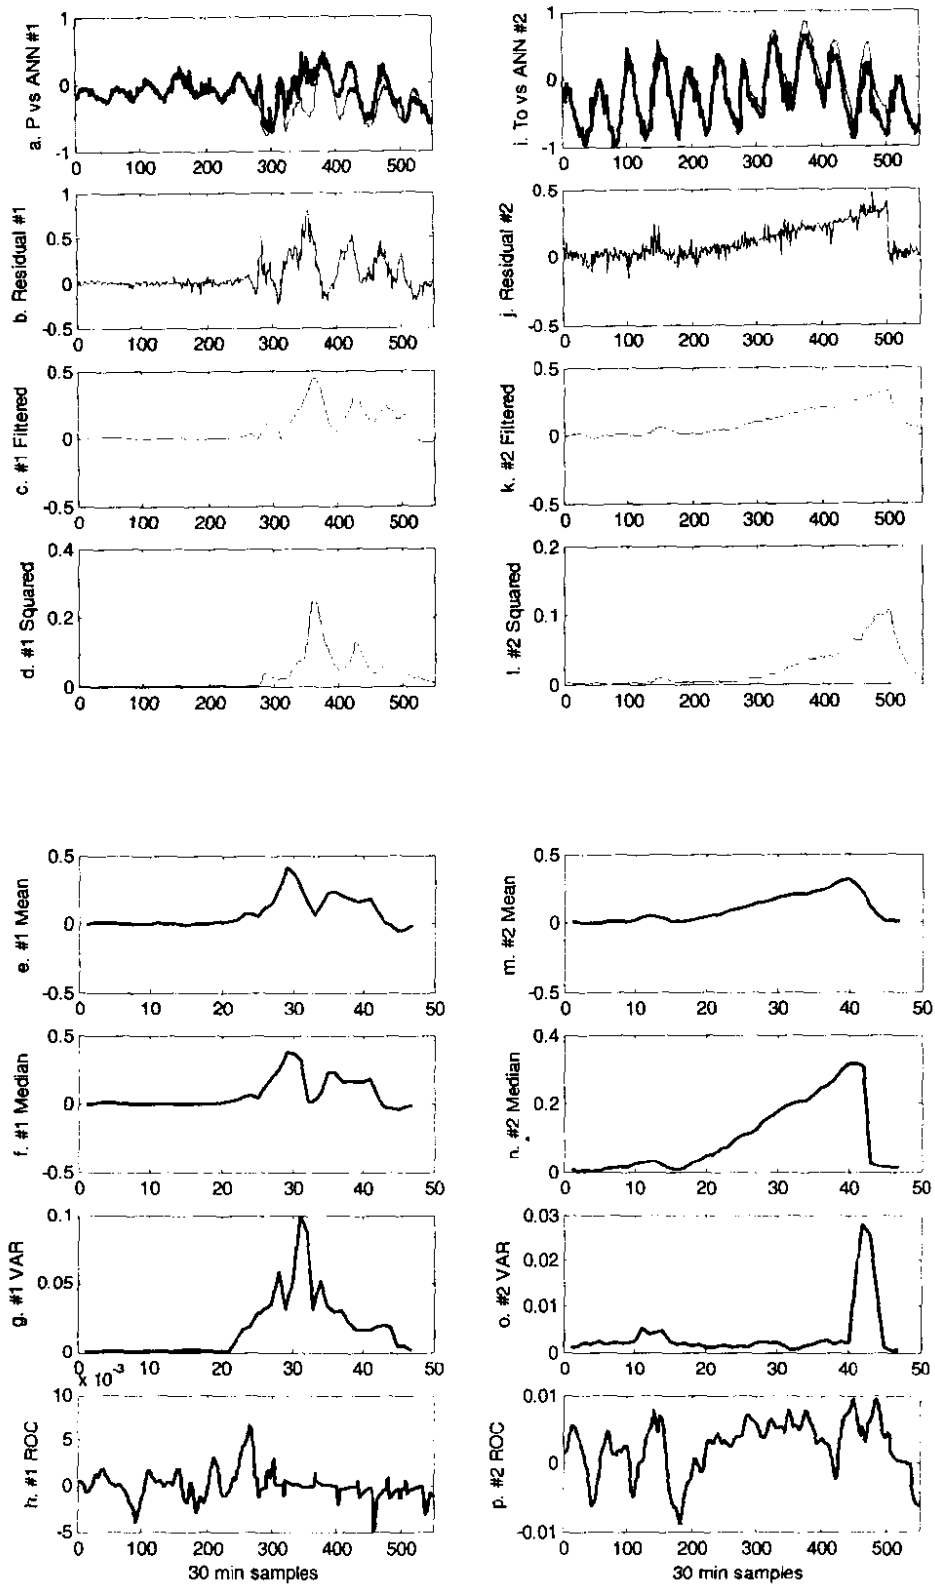 a. P vs ANN #1
1
0
-1
0 100 200 300 400 500
b. Residual #1
1
0.5
0
-0.5
0 100 200 300 400 500
c. #1 Filtered
0.5
0
-0.5
0 100 200 300 400 500
d. #1 Squared
0.4
0.2
0
0 100 200 300 400 500
e. #1 Mean
0.5
0
-0.5
0 10 20 30 40 50
f. #1 Median
0.5
0
-0.5
0 10 20 30 40 50
g. #1 VAR
0.1
0.05
0
0 10 20 30 40 50
x 10⁻³
h. #1 ROC
10
5
0
-5
0 100 200 300 400 500
30 min samples
i. To vs ANN #2
1
0
-1
0 100 200 300 400 500
j. Residual #2
0.5
0
-0.5
0 100 200 300 400 500
k. #2 Filtered
0.5
0
-0.5
0 100 200 300 400 500
l. #2 Squared
0.2
0.1
0
0 100 200 300 400 500
m. #2 Mean
0.5
0
-0.5
0 10 20 30 40 50
n. #2 Median
0.4
0.2
0
0 10 20 30 40 50
o. #2 VAR
0.03
0.02
0.01
0
0 10 20 30 40 50
p. #2 ROC
0.01
0
-0.01
0 100 200 300 400 500
30 min samples